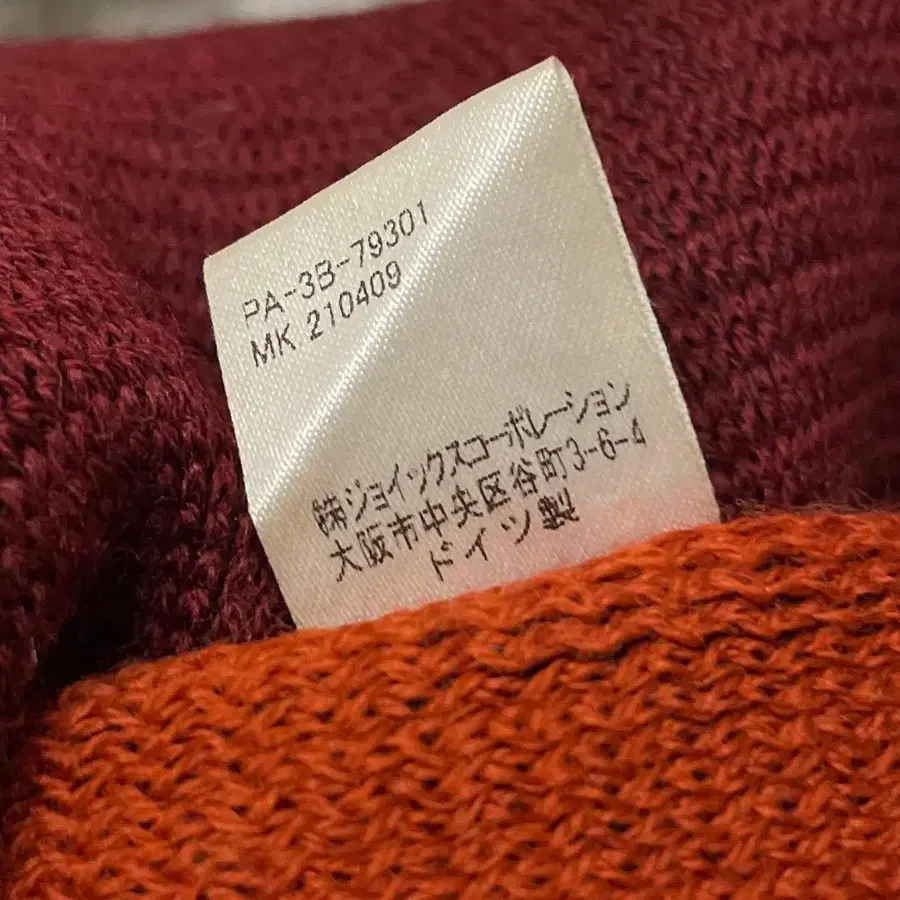 PA-3B-79301
MK 210409
㈱ジョイックスコーポレーション
大阪市中央区谷町3-6-4
ドイツ製